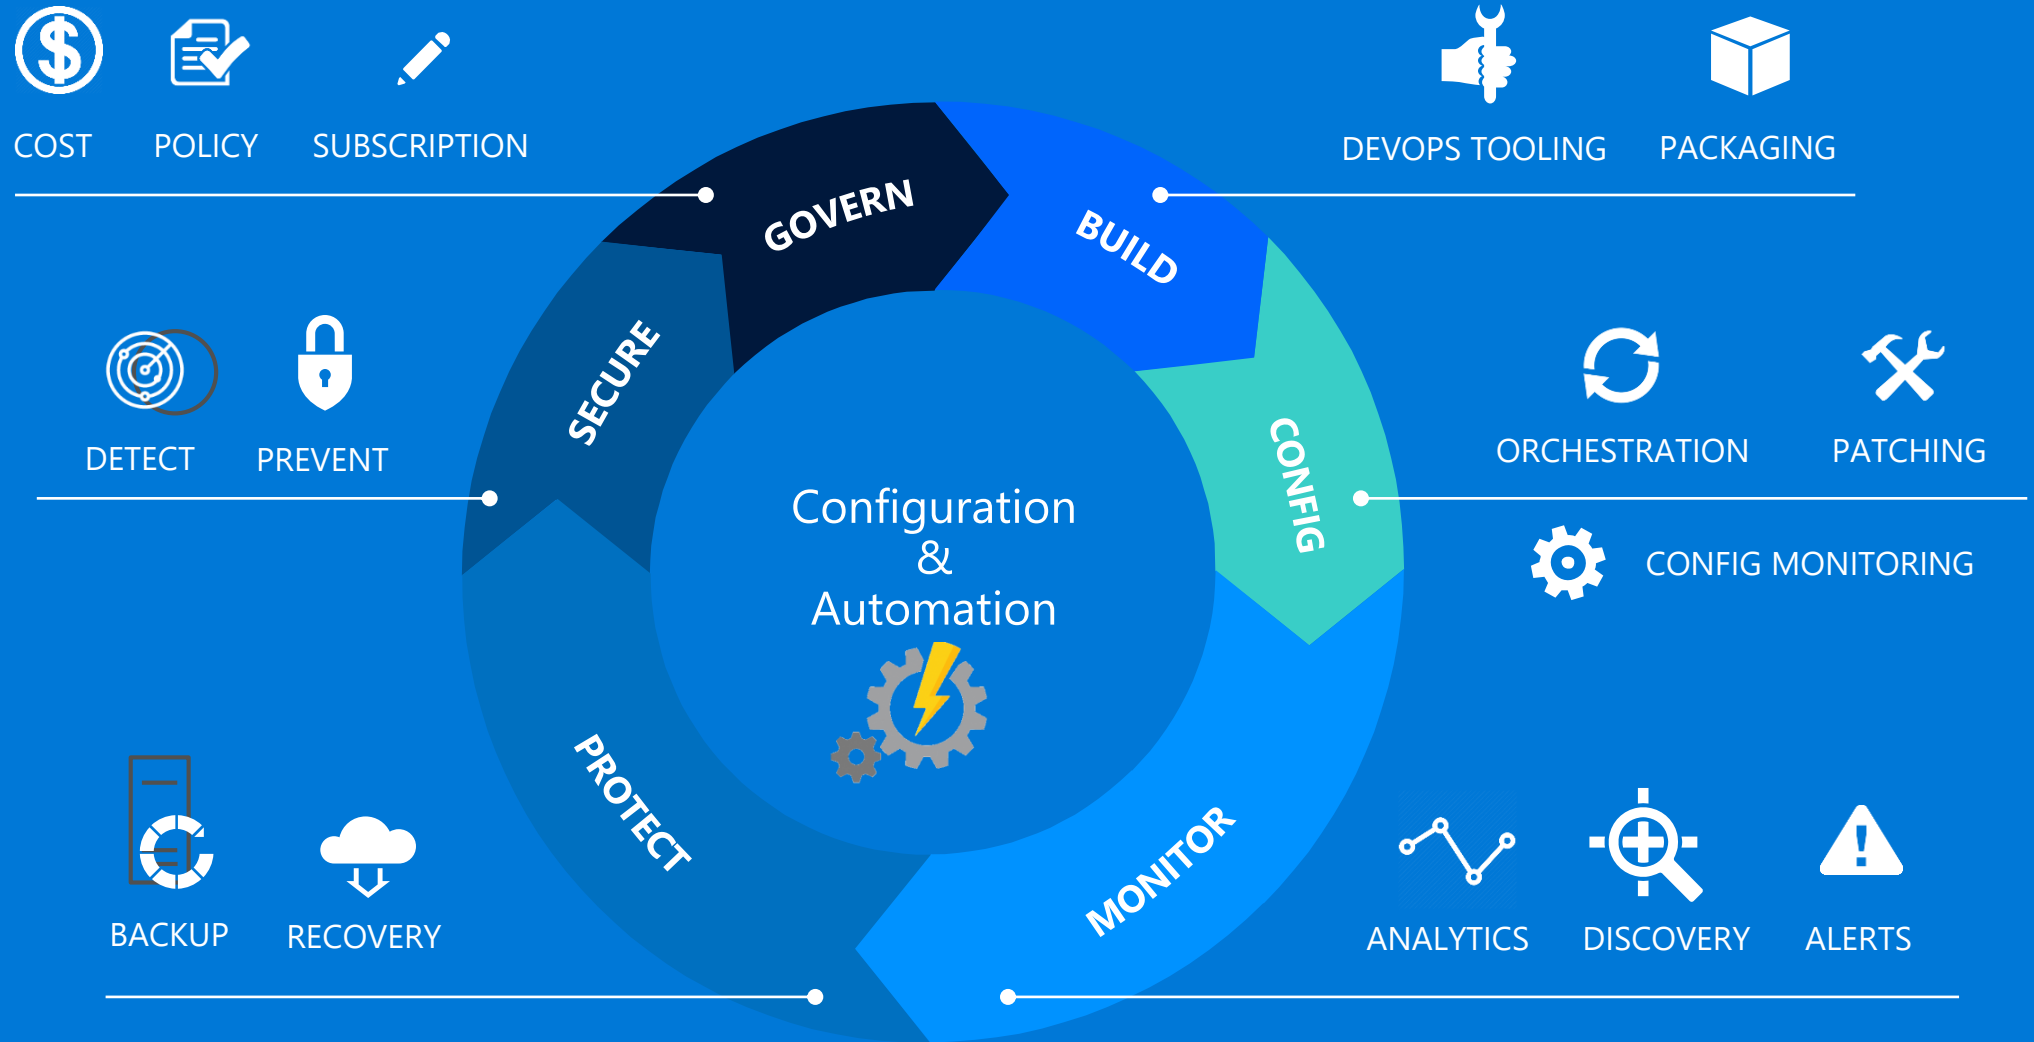 COST
POLICY
SUBSCRIPTION
DEVOPS TOOLING
PACKAGING
GOVERN
BUILD
SECURE
CONFIG
DETECT
PREVENT
ORCHESTRATION
PATCHING
CONFIG MONITORING
Configuration
&
Automation
PROTECT
MONITOR
BACKUP
RECOVERY
ANALYTICS
DISCOVERY
ALERTS